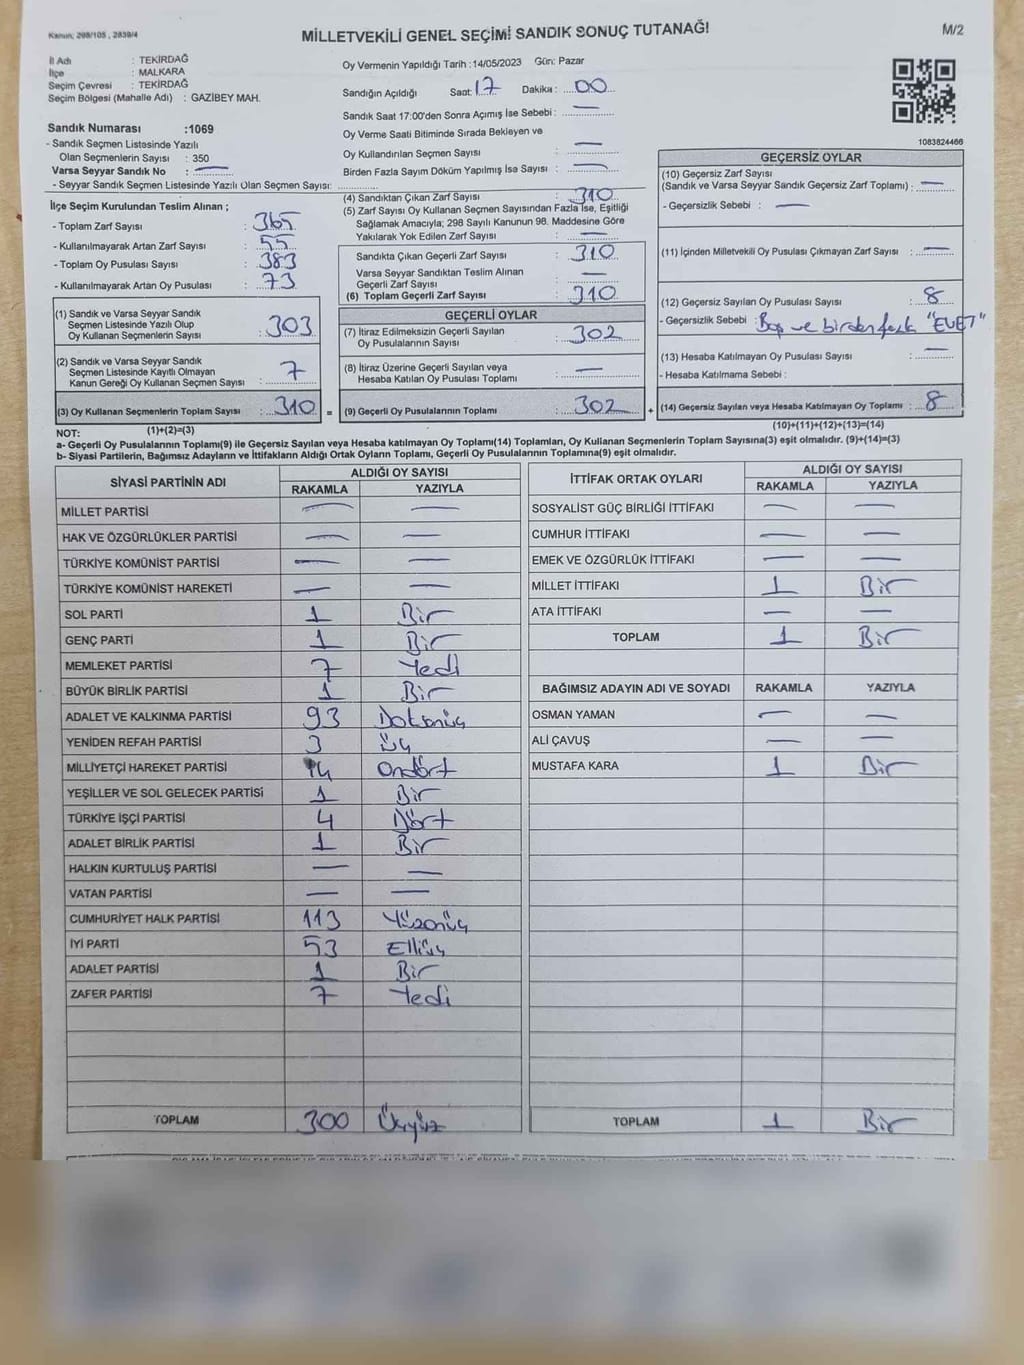 Kanun; 298/105 , 2839/4
MİLLETVEKİLİ GENEL SEÇİMİ SANDIK SONUÇ TUTANAĞI
M/2
İl Adı : TEKİRDAĞ
İlçe : MALKARA
Seçim Çevresi : TEKİRDAĞ
Seçim Bölgesi (Mahalle Adı) : GAZİBEY MAH.
Sandık Numarası :1069
- Sandık Seçmen Listesinde Yazılı
Olan Seçmenlerin Sayısı : 350
Varsa Seyyar Sandık No : —
- Seyyar Sandık Seçmen Listesinde Yazılı Olan Seçmen Sayısı:
Oy Vermenin Yapıldığı Tarih :14/05/2023 Gün: Pazar
Sandığın Açıldığı Saat: 17 Dakika : 00
Sandık Saat 17:00'den Sonra Açımış İse Sebebi : —
Oy Verme Saati Bitiminde Sırada Bekleyen ve
Oy Kullandırılan Seçmen Sayısı : —
Birden Fazla Sayım Döküm Yapılmış İse Sayısı : —
1083824466
İlçe Seçim Kurulundan Teslim Alınan ;
- Toplam Zarf Sayısı : 365
- Kullanılmayarak Artan Zarf Sayısı : 55
- Toplam Oy Pusulası Sayısı : 383
- Kullanılmayarak Artan Oy Pusulası : 73
(1) Sandık ve Varsa Seyyar Sandık
Seçmen Listesinde Yazılı Olup
Oy Kullanan Seçmenlerin Sayısı : 303
(2) Sandık ve Varsa Seyyar Sandık
Seçmen Listesinde Kayıtlı Olmayan
Kanun Gereği Oy Kullanan Seçmen Sayısı : 7
(3) Oy Kullanan Seçmenlerin Toplam Sayısı : 310 =
(4) Sandıktan Çıkan Zarf Sayısı : 310
(5) Zarf Sayısı Oy Kullanan Seçmen Sayısından Fazla İse, Eşitliği
Sağlamak Amacıyla; 298 Sayılı Kanunun 98. Maddesine Göre
Yakılarak Yok Edilen Zarf Sayısı : —
Sandıkta Çıkan Geçerli Zarf Sayısı : 310
Varsa Seyyar Sandıktan Teslim Alınan
Geçerli Zarf Sayısı : —
(6) Toplam Geçerli Zarf Sayısı : 310
GEÇERLİ OYLAR
(7) İtiraz Edilmeksizin Geçerli Sayılan
Oy Pusulalarının Sayısı : 302
(8) İtiraz Üzerine Geçerli Sayılan veya
Hesaba Katılan Oy Pusulası Toplamı : —
(9) Geçerli Oy Pusulalarının Toplamı : 302 +
GEÇERSİZ OYLAR
(10) Geçersiz Zarf Sayısı
(Sandık ve Varsa Seyyar Sandık Geçersiz Zarf Toplamı) : —
- Geçersizlik Sebebi : —
(11) İçinden Milletvekili Oy Pusulası Çıkmayan Zarf Sayısı : —
(12) Geçersiz Sayılan Oy Pusulası Sayısı : 8
- Geçersizlik Sebebi : Boş ve birden fazla "EVET"
(13) Hesaba Katılmayan Oy Pusulası Sayısı : —
- Hesaba Katılmama Sebebi :
(14) Geçersiz Sayılan veya Hesaba Katılmayan Oy Toplamı : 8
NOT: (1)+(2)=(3)
(10)+(11)+(12)+(13)=(14)
a- Geçerli Oy Pusulalarının Toplamı(9) ile Geçersiz Sayılan veya Hesaba katılmayan Oy Toplamı(14) Toplamları, Oy Kullanan Seçmenlerin Toplam Sayısına(3) eşit olmalıdır. (9)+(14)=(3)
b- Siyasi Partilerin, Bağımsız Adayların ve İttifakların Aldığı Ortak Oyların Toplamı, Geçerli Oy Pusulalarının Toplamına(9) eşit olmalıdır.
SİYASİ PARTİNİN ADI ALDIĞI OY SAYISI
RAKAMLA YAZIYLA
MİLLET PARTİSİ — —
HAK VE ÖZGÜRLÜKLER PARTİSİ — —
TÜRKİYE KOMÜNİST PARTİSİ — —
TÜRKİYE KOMÜNİST HAREKETİ — —
SOL PARTİ 1 Bir
GENÇ PARTİ 1 Bir
MEMLEKET PARTİSİ 7 Yedi
BÜYÜK BİRLİK PARTİSİ 1 Bir
ADALET VE KALKINMA PARTİSİ 93 Doksanüç
YENİDEN REFAH PARTİSİ 3 Üç
MİLLİYETÇİ HAREKET PARTİSİ 14 Ondört
YEŞİLLER VE SOL GELECEK PARTİSİ 1 Bir
TÜRKİYE İŞÇİ PARTİSİ 4 Dört
ADALET BİRLİK PARTİSİ 1 Bir
HALKIN KURTULUŞ PARTİSİ — —
VATAN PARTİSİ — —
CUMHURİYET HALK PARTİSİ 113 Yüzonüç
İYİ PARTİ 53 Elliüç
ADALET PARTİSİ 1 Bir
ZAFER PARTİSİ 7 Yedi
TOPLAM 300 Üçyüz
İTTİFAK ORTAK OYLARI ALDIĞI OY SAYISI
RAKAMLA YAZIYLA
SOSYALİST GÜÇ BİRLİĞİ İTTİFAKI — —
CUMHUR İTTİFAKI — —
EMEK VE ÖZGÜRLÜK İTTİFAKI — —
MİLLET İTTİFAKI 1 Bir
ATA İTTİFAKI — —
TOPLAM 1 Bir
BAĞIMSIZ ADAYIN ADI VE SOYADI RAKAMLA YAZIYLA
OSMAN YAMAN — —
ALİ ÇAVUŞ — —
MUSTAFA KARA 1 Bir
TOPLAM 1 Bir